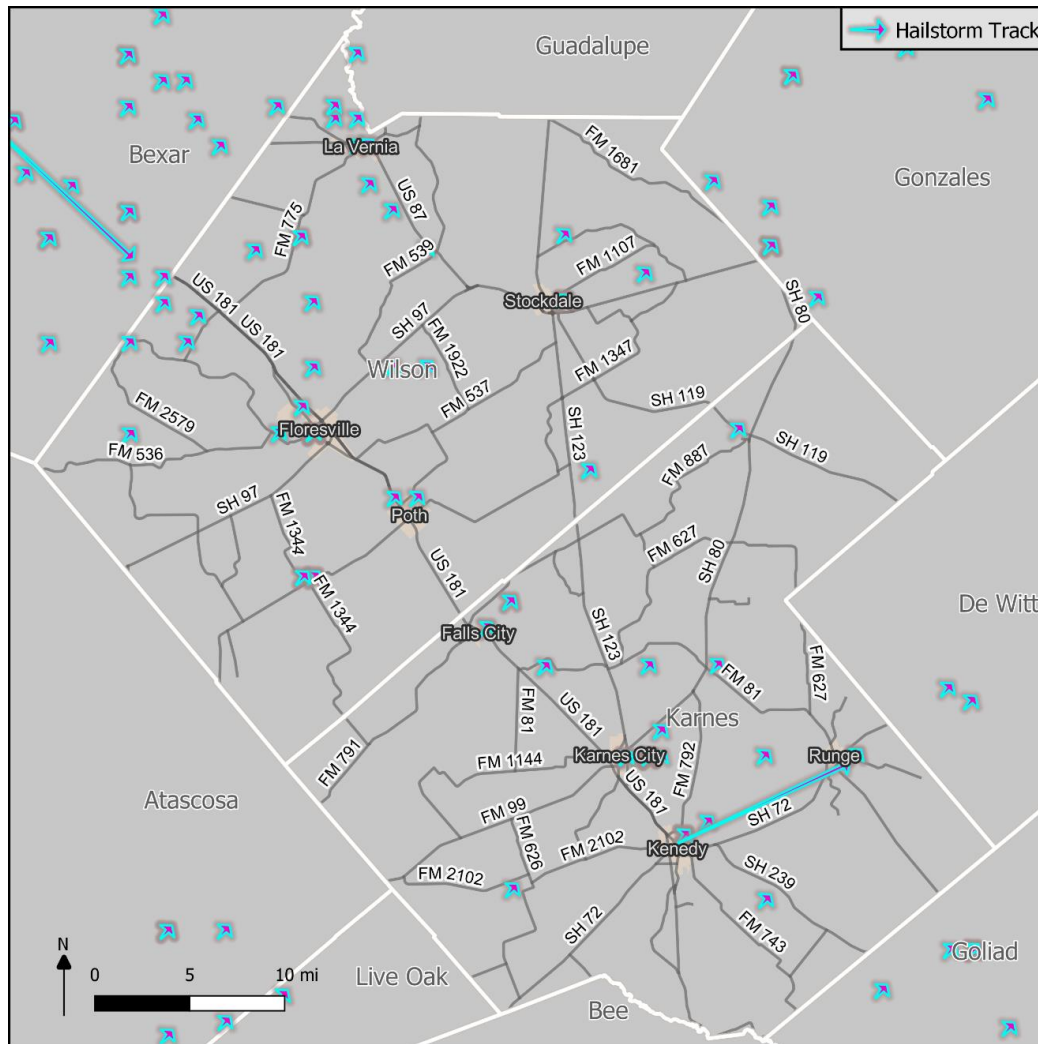 Hailstorm Track
Guadalupe
Bexar
La Vernia
FM 1681
Gonzales
US 87
FM 775
FM 539
FM 1107
US 181
US 181
Stockdale
SH 80
SH 97
FM 1922
Wilson
FM 1347
FM 537
SH 119
FM 2579
Floresville
FM 536
SH 123
FM 887
SH 119
SH 97
Poth
FM 1344
FM 627
SH 80
US 181
FM 1344
De Witt
Falls City
SH 123
FM 627
FM 81
FM 81
US 181
Karnes
FM 791
FM 1144
Karnes City
FM 792
Runge
Atascosa
US 181
FM 99
SH 72
FM 626
FM 2102
Kenedy
FM 2102
SH 239
SH 72
FM 743
N
0 5 10 mi
Live Oak
Goliad
Bee